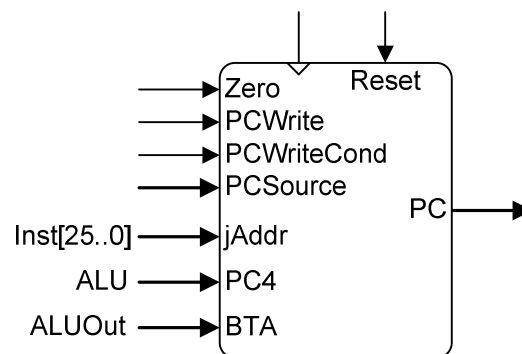 Reset
Zero
PCWrite
PCWriteCond
PCSource
PC
Inst[25..0] jAddr
ALU PC4
ALUOut BTA